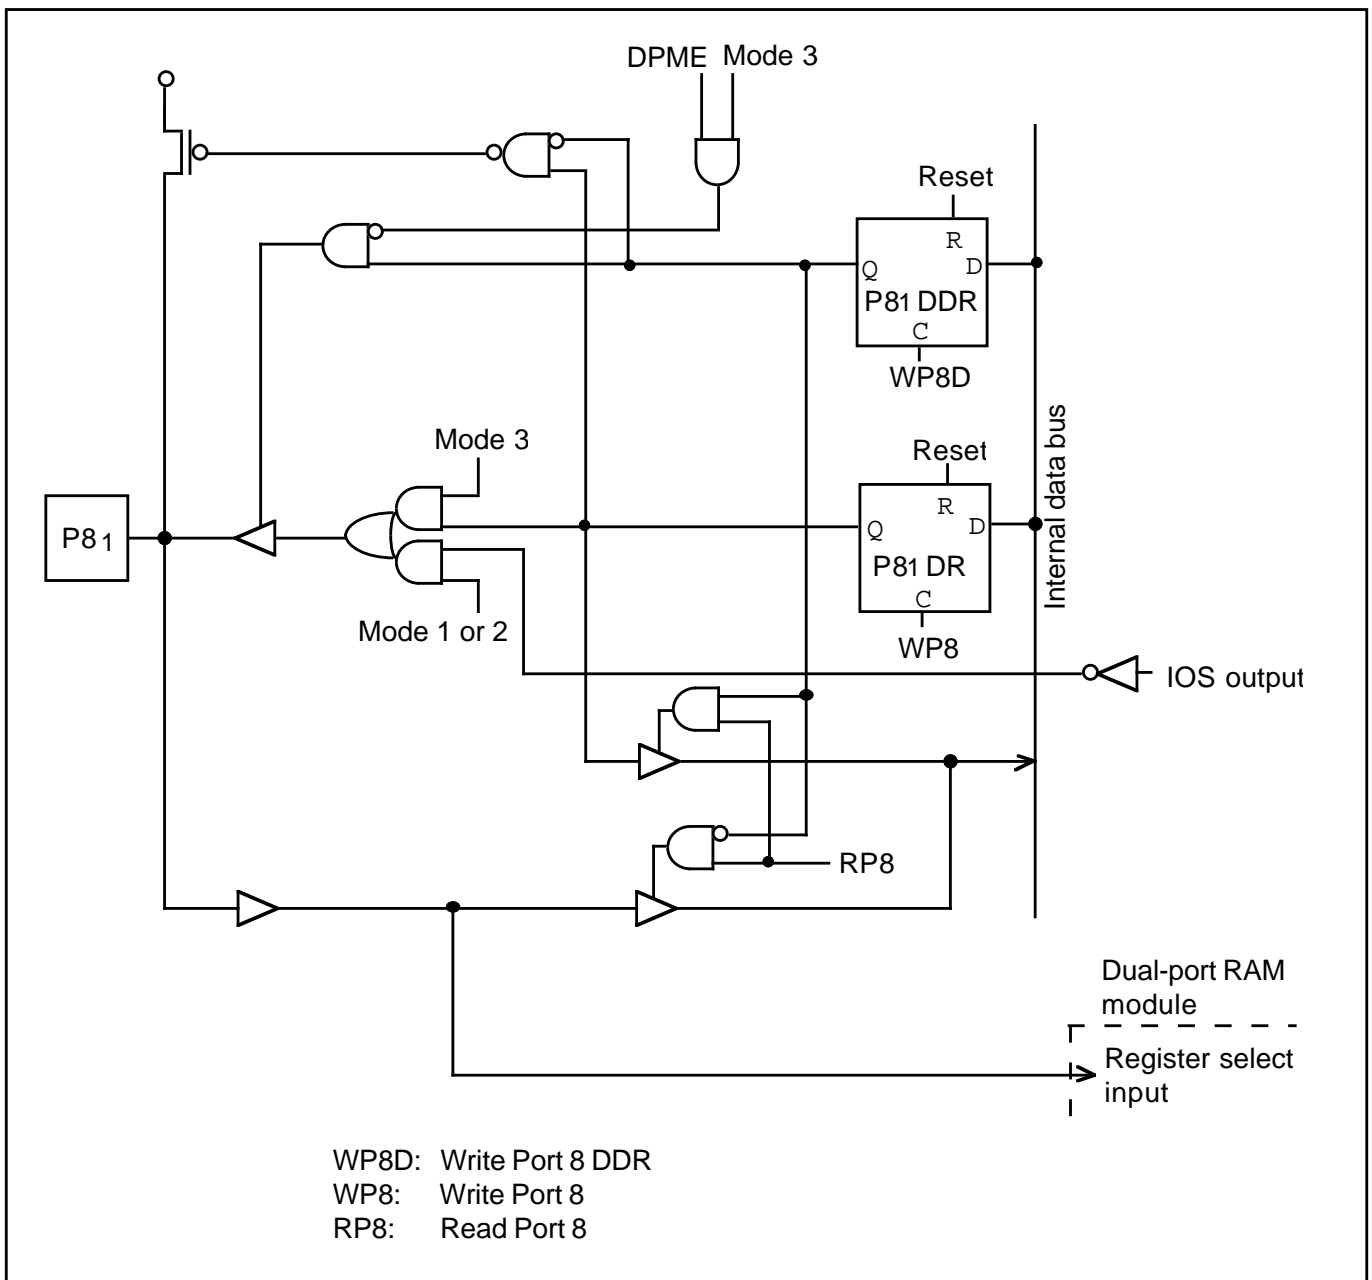 DPME Mode 3
Reset
R
Q D
P81 DDR
C
WP8D
Mode 3
Reset
R
Q D
P81 DR
C
WP8
Internal data bus
P81
Mode 1 or 2
IOS output
RP8
Dual-port RAM
module
Register select
input
WP8D: Write Port 8 DDR
WP8: Write Port 8
RP8: Read Port 8